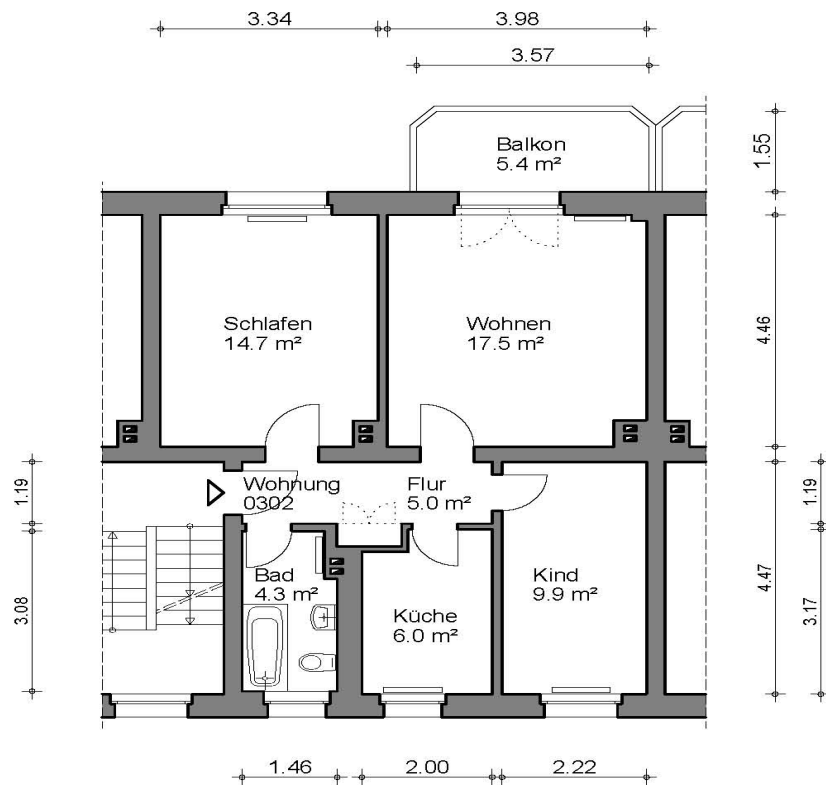 3.34
3.98
3.57
Balkon
5.4 m²
1.55
Schlafen
14.7 m²
Wohnen
17.5 m²
4.46
Wohnung
0302
Flur
5.0 m²
1.19
1.19
Bad
4.3 m²
Kind
9.9 m²
Küche
6.0 m²
3.08
4.47
3.17
1.46
2.00
2.22